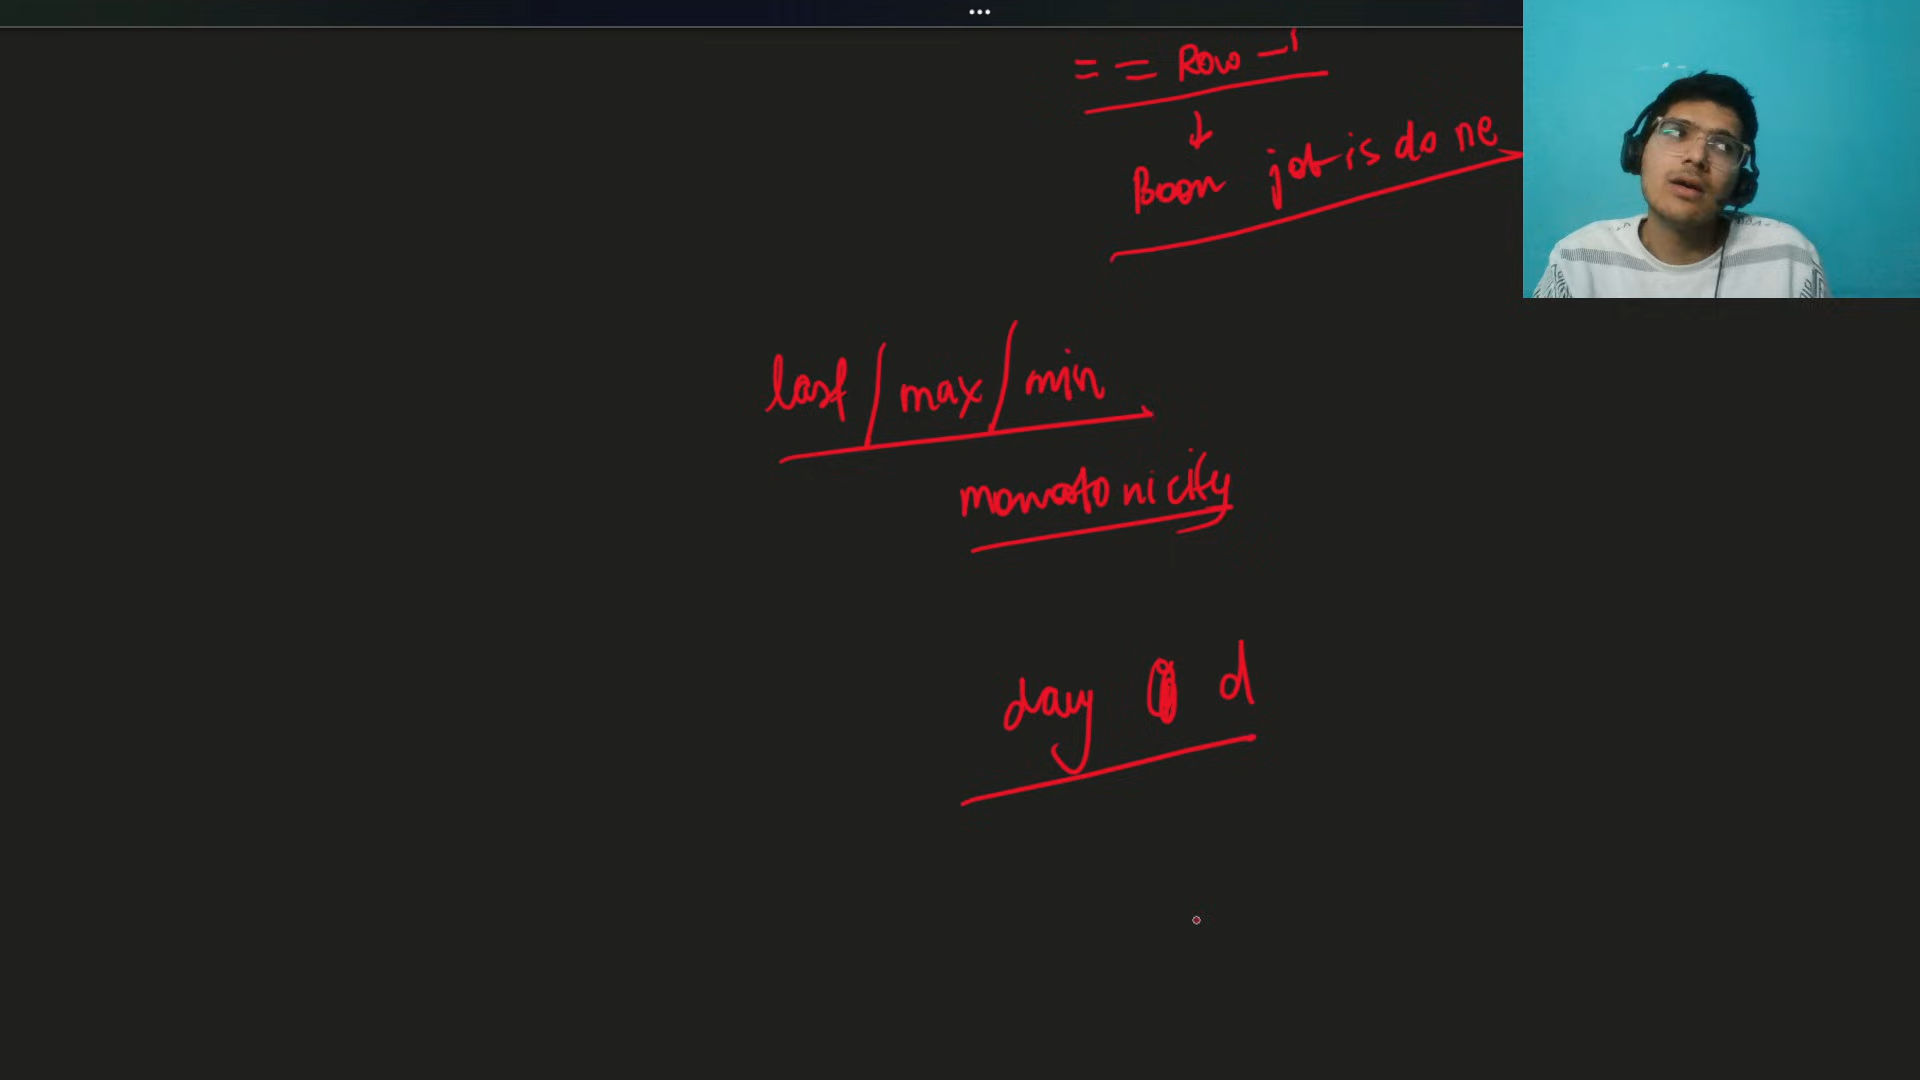 = = Row - 1
Boom job is done
last / max / min
monotonicity
day d